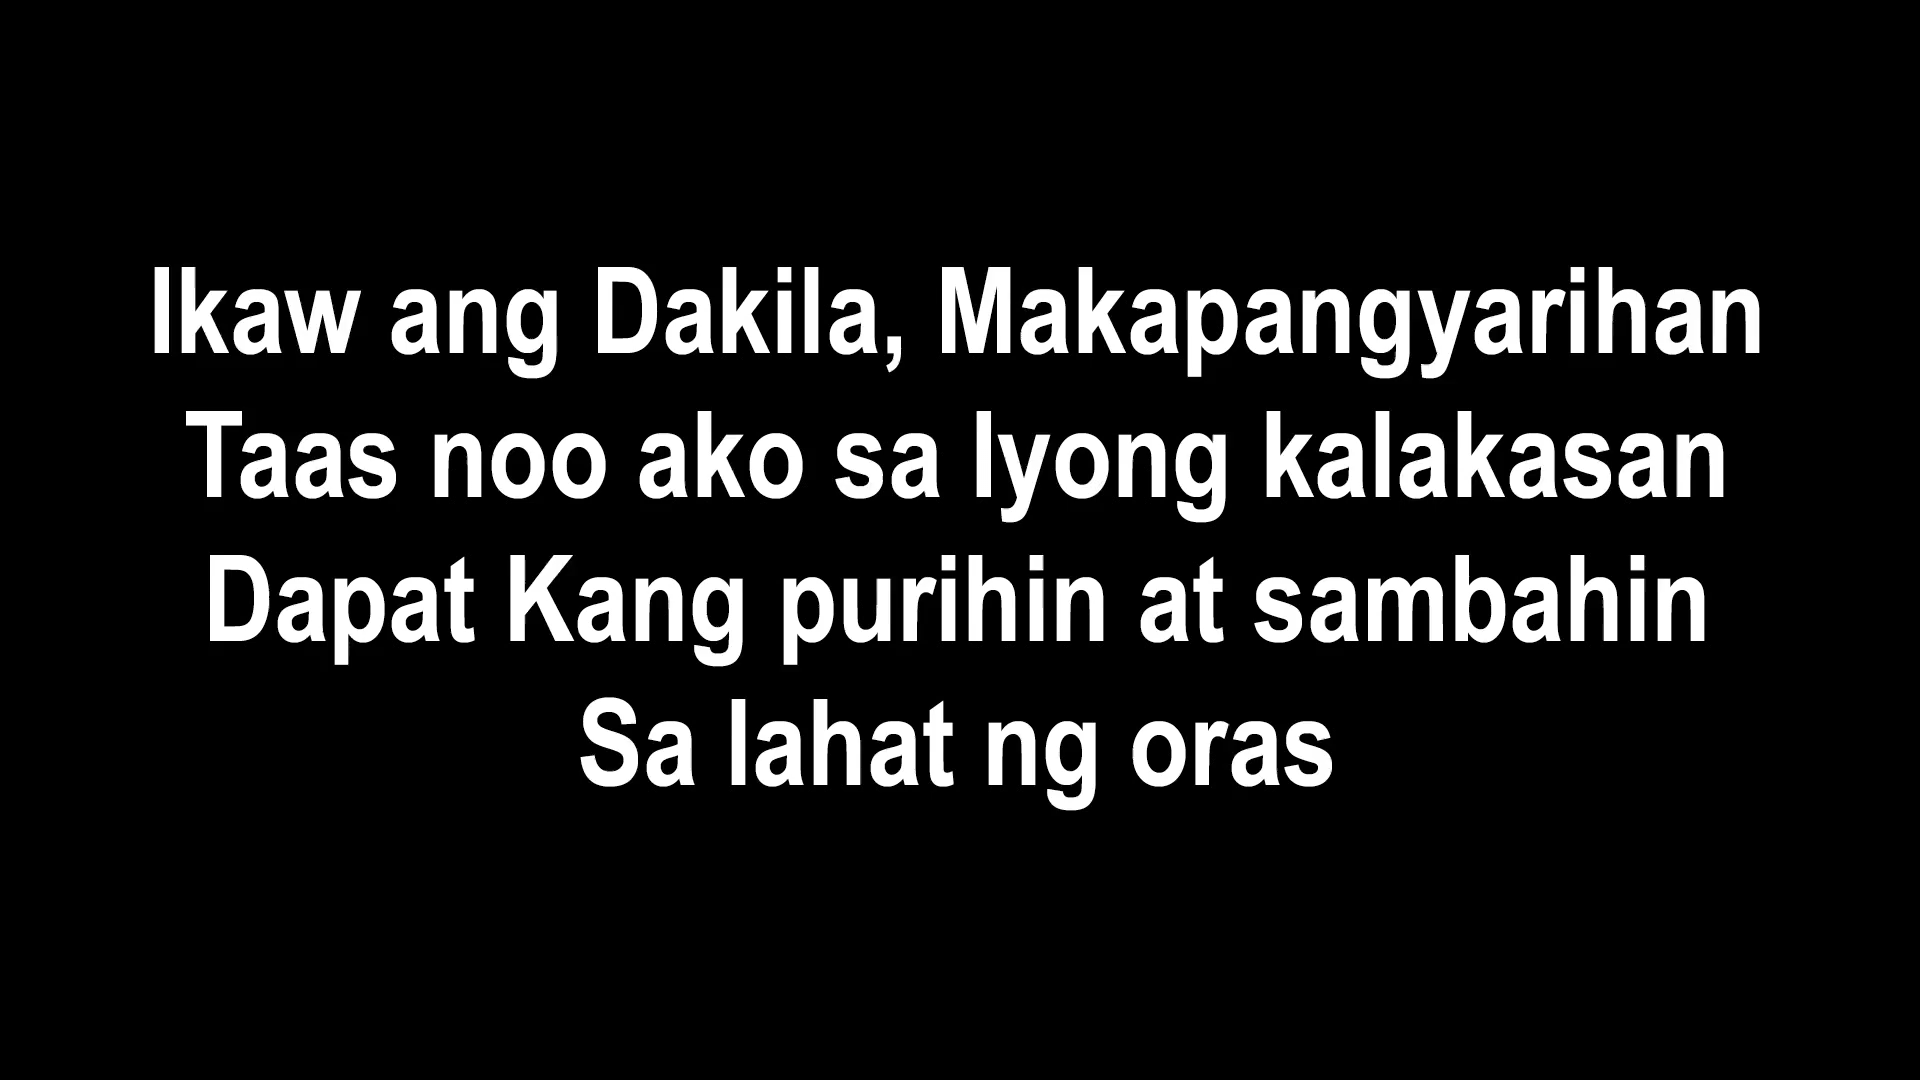 Ikaw ang Dakila, Makapangyarihan
Taas noo ako sa Iyong kalakasan
Dapat Kang purihin at sambahin
Sa lahat ng oras